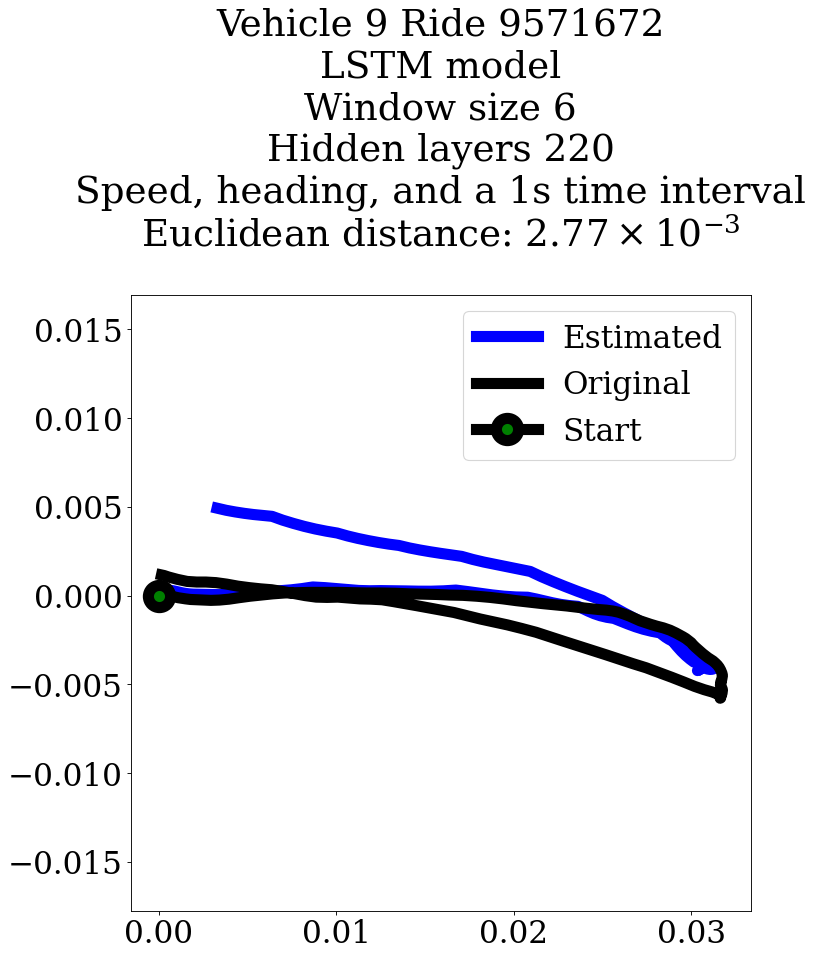 Vehicle 9 Ride 9571672
LSTM model
Window size 6
Hidden layers 220
Speed, heading, and a 1s time interval
Euclidean distance: 2.77 × 10⁻³
Estimated
Original
Start
0.015
0.010
0.005
0.000
−0.005
−0.010
−0.015
0.00 0.01 0.02 0.03